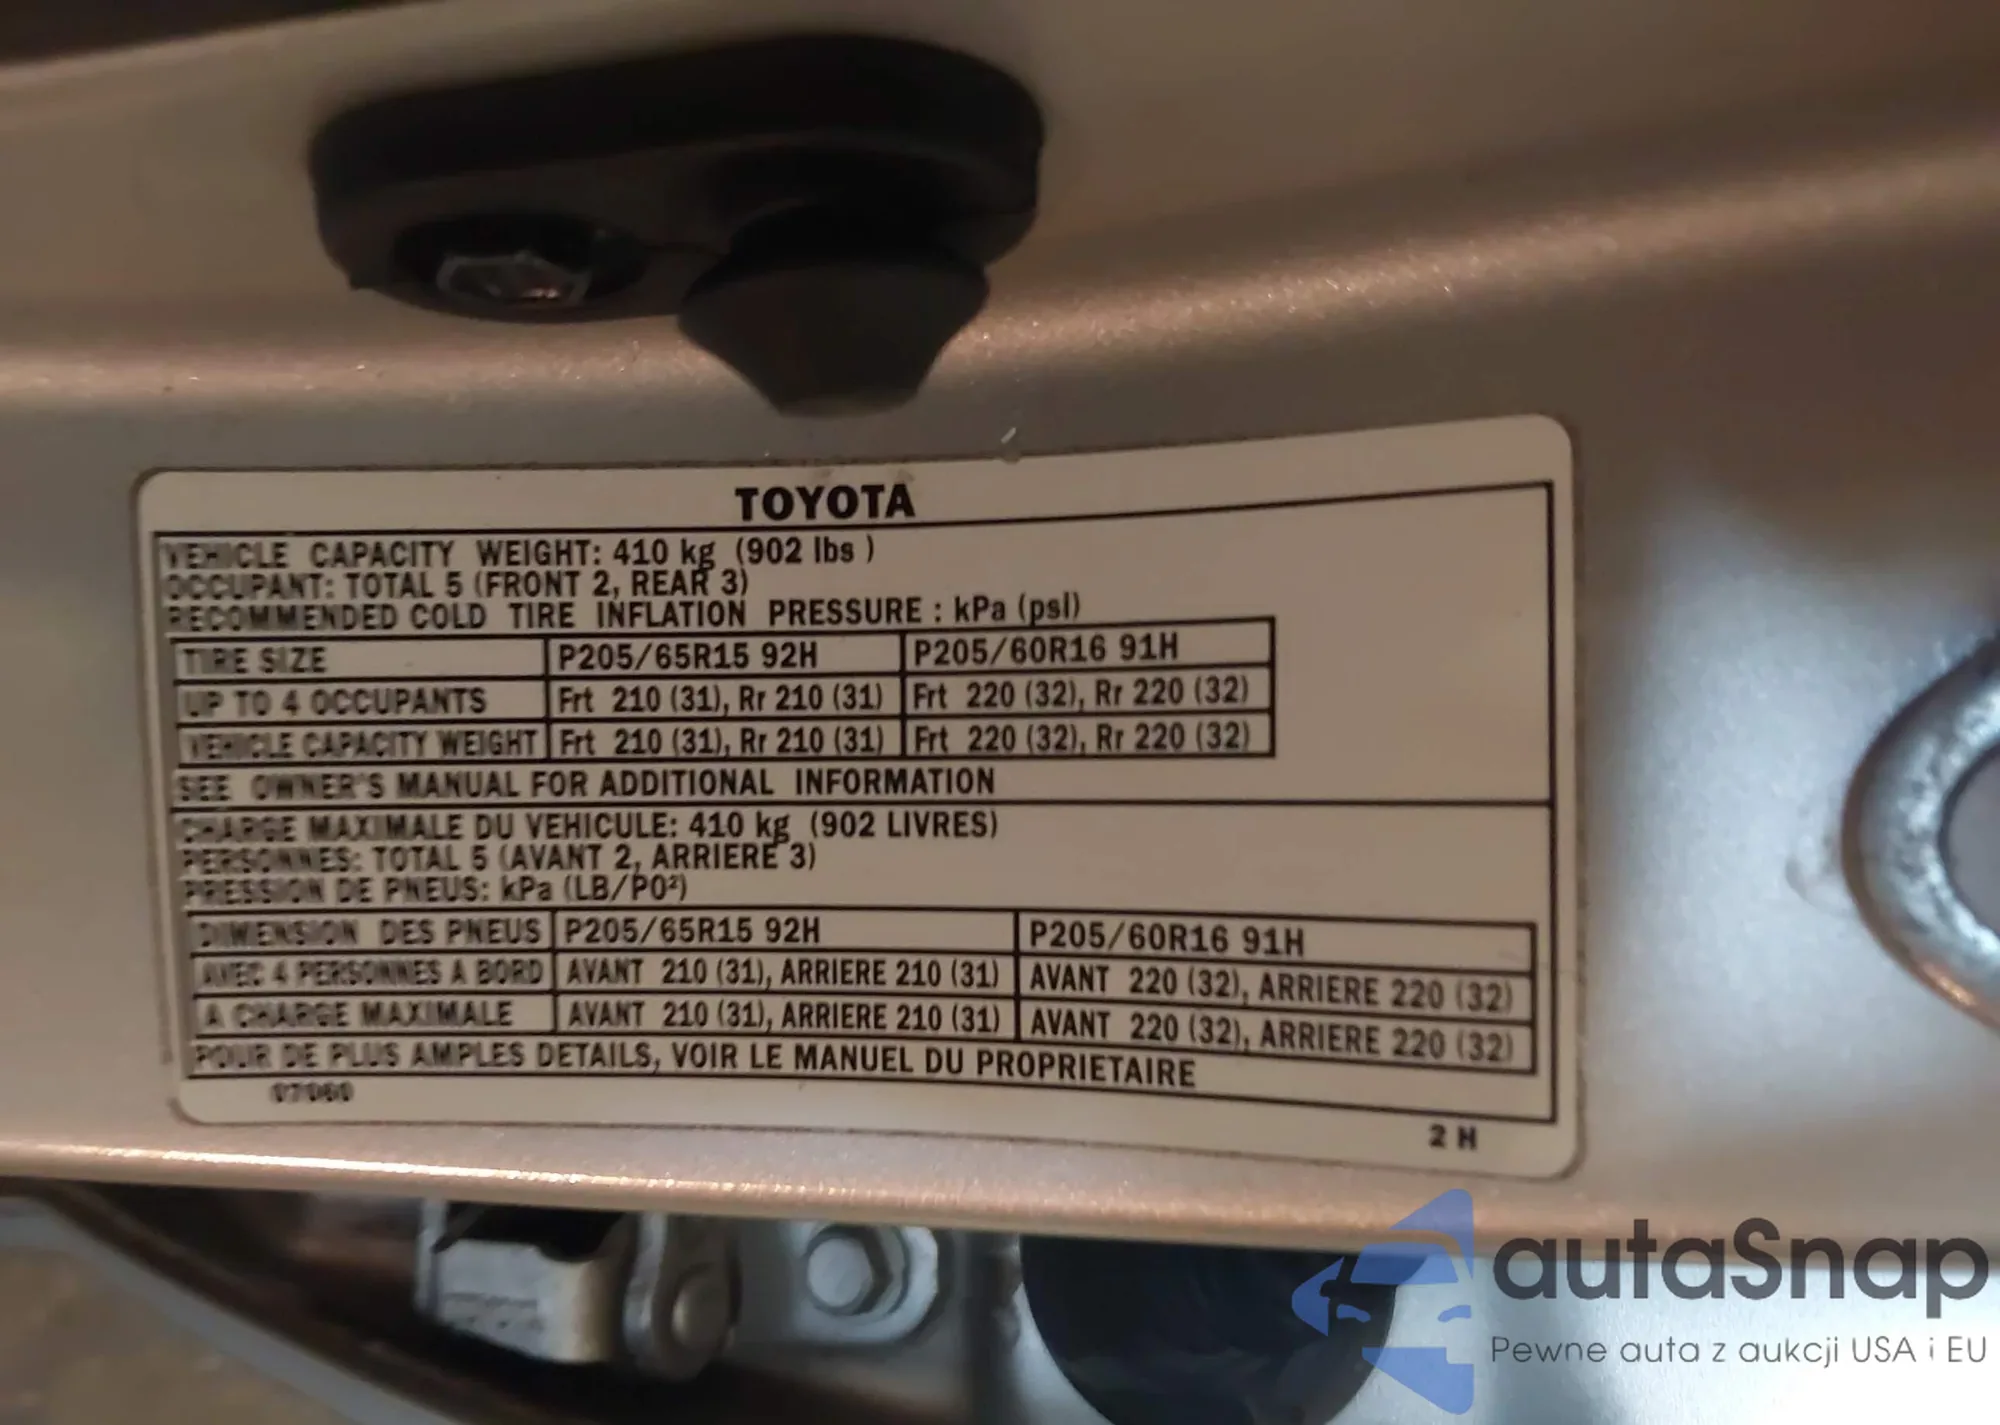 TOYOTA
VEHICLE CAPACITY WEIGHT: 410 kg (902 lbs )
OCCUPANT: TOTAL 5 (FRONT 2, REAR 3)
RECOMMENDED COLD TIRE INFLATION PRESSURE : kPa (psi)
TIRE SIZE P205/65R15 92H P205/60R16 91H
UP TO 4 OCCUPANTS Frt 210 (31), Rr 210 (31) Frt 220 (32), Rr 220 (32)
VEHICLE CAPACITY WEIGHT Frt 210 (31), Rr 210 (31) Frt 220 (32), Rr 220 (32)
SEE OWNER'S MANUAL FOR ADDITIONAL INFORMATION
CHARGE MAXIMALE DU VEHICULE: 410 kg (902 LIVRES)
PERSONNES: TOTAL 5 (AVANT 2, ARRIERE 3)
PRESSION DE PNEUS: kPa (LB/PO²)
DIMENSION DES PNEUS P205/65R15 92H P205/60R16 91H
AVEC 4 PERSONNES A BORD AVANT 210 (31), ARRIERE 210 (31) AVANT 220 (32), ARRIERE 220 (32)
A CHARGE MAXIMALE AVANT 210 (31), ARRIERE 210 (31) AVANT 220 (32), ARRIERE 220 (32)
POUR DE PLUS AMPLES DETAILS, VOIR LE MANUEL DU PROPRIETAIRE
07060
2 H
autaSnap
Pewne auta z aukcji USA i EU